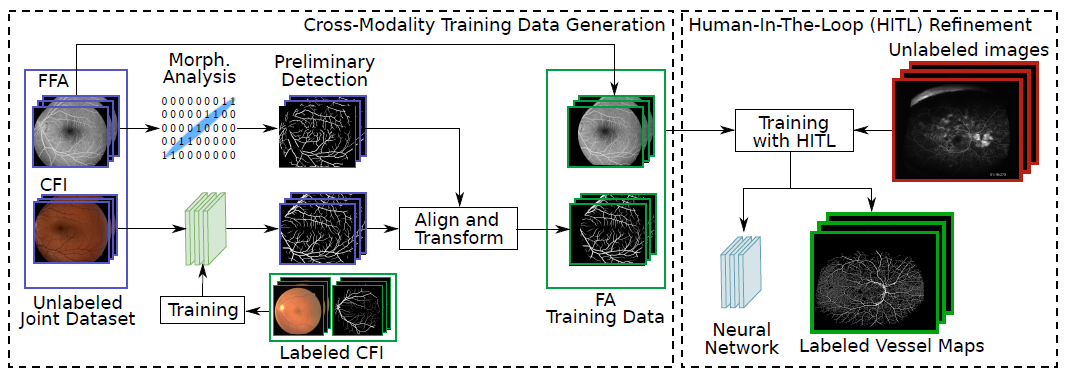 Cross-Modality Training Data Generation
Human-In-The-Loop (HITL) Refinement
FFA
Morph.
Analysis
Preliminary
Detection
Unlabeled images
000000011
000001100
000110000
001100000
110000000
Training
with HITL
CFI
Align and
Transform
Training
Unlabeled
Joint Dataset
Labeled CFI
FA
Training Data
Neural
Network
Labeled Vessel Maps